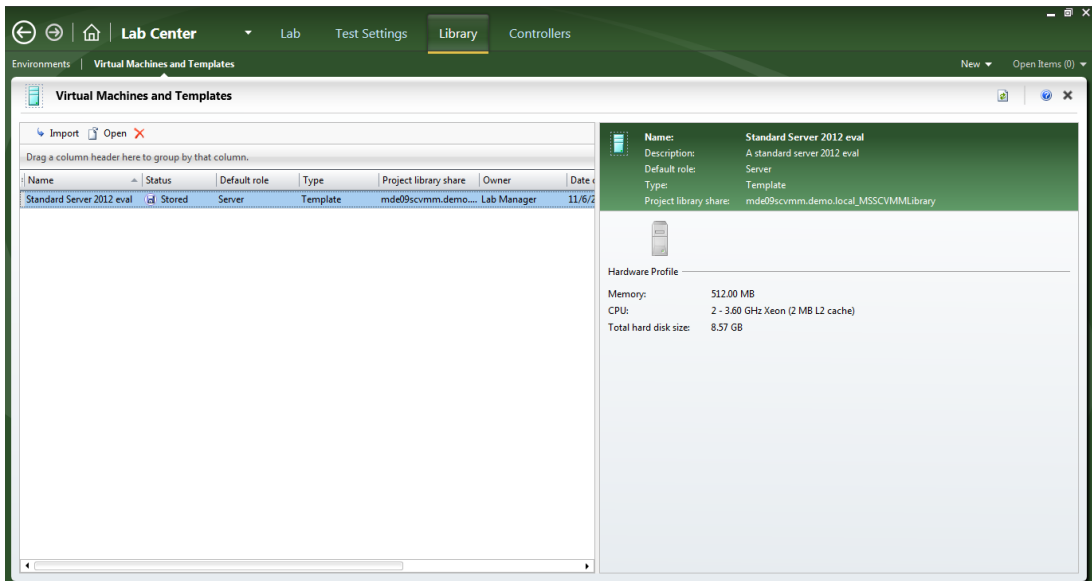 Lab Center Lab Test Settings Library Controllers
Environments | Virtual Machines and Templates New Open Items (0)
Virtual Machines and Templates
Import Open
Drag a column header here to group by that column.
Name Status Default role Type Project library share Owner Date
Standard Server 2012 eval Stored Server Template mde09scvmm.demo.... Lab Manager 11/6/2
Name: Standard Server 2012 eval
Description: A standard server 2012 eval
Default role: Server
Type: Template
Project library share: mde09scvmm.demo.local_MSSCVMMLibrary
Hardware Profile
Memory: 512.00 MB
CPU: 2 - 3.60 GHz Xeon (2 MB L2 cache)
Total hard disk size: 8.57 GB